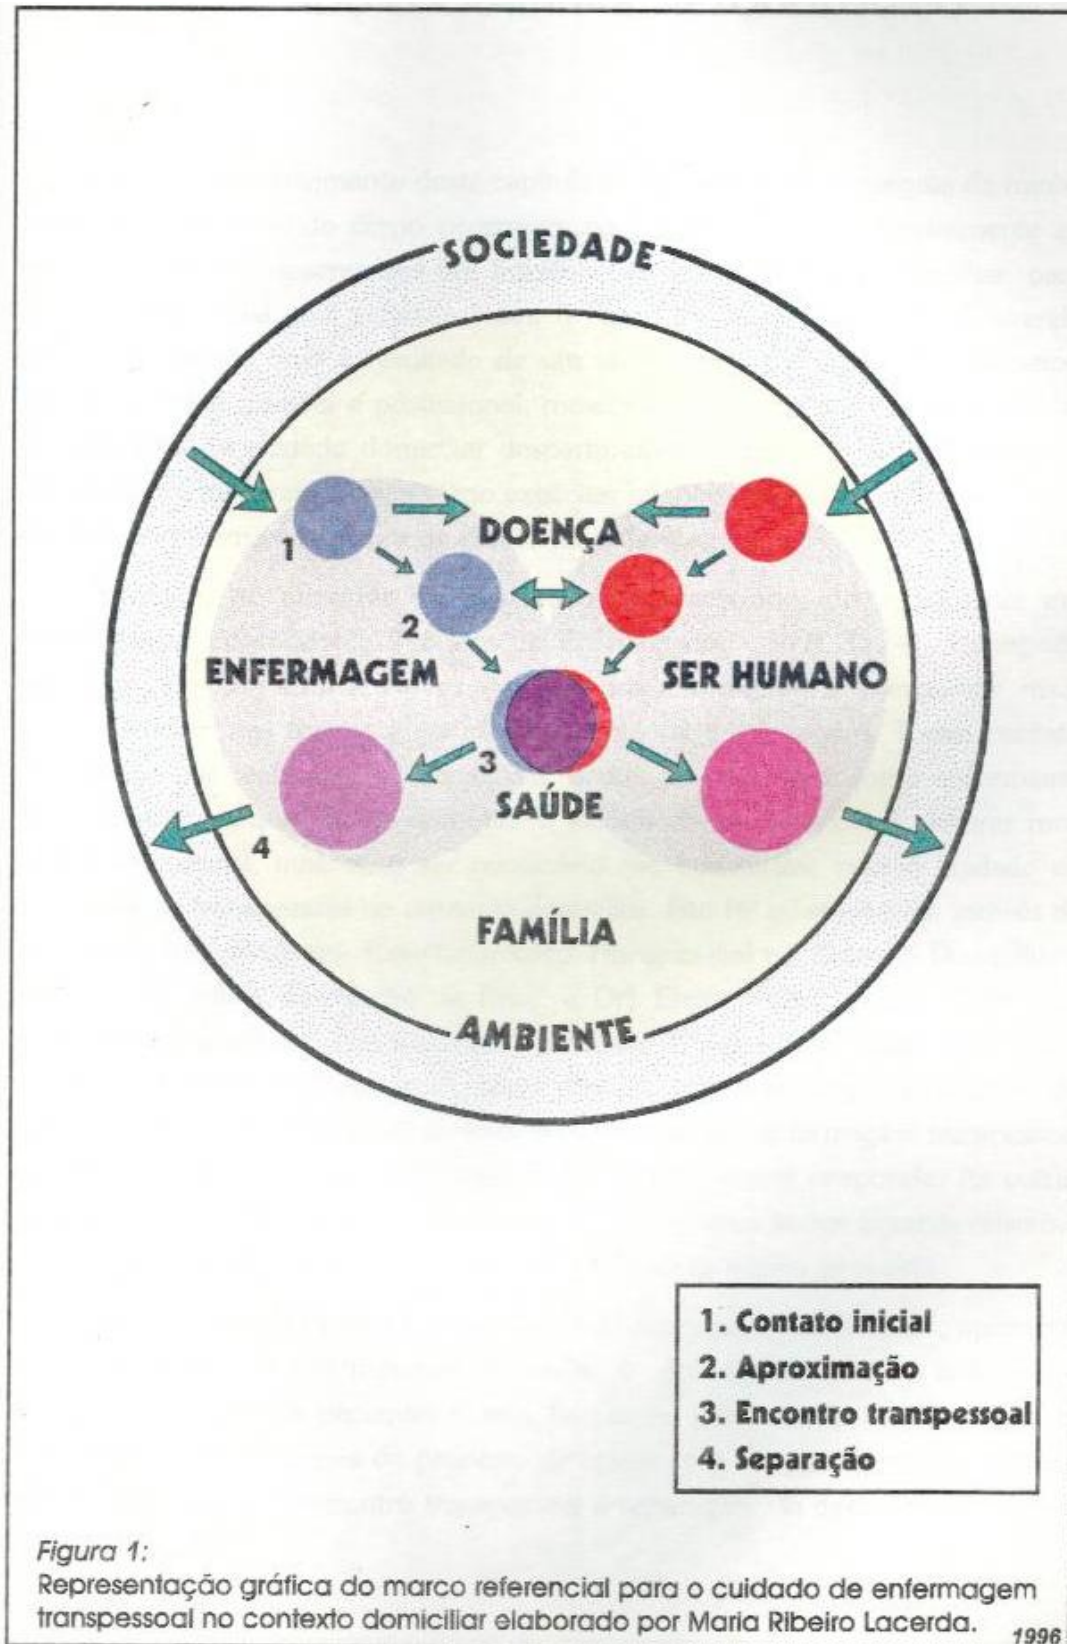 SOCIEDADE
DOENÇA
1
2
ENFERMAGEM
SER HUMANO
3
SAÚDE
4
FAMÍLIA
AMBIENTE
1. Contato inicial
2. Aproximação
3. Encontro transpessoal
4. Separação
Figura 1:
Representação gráfica do marco referencial para o cuidado de enfermagem
transpessoal no contexto domiciliar elaborado por Maria Ribeiro Lacerda.
1996